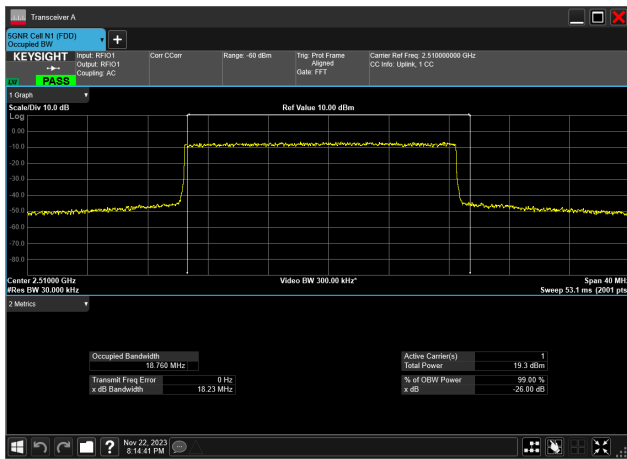 Transceiver A
5GNR Cell N1 (FDD)
Occupied BW
KEYSIGHT
Input: RFIO1
Output: RFIO1
Coupling: AC
Corr CCorr
Range: -60 dBm
Trig: Prot Frame
Aligned
Gate: FFT
Carrier Ref Freq: 2.510000000 GHz
CC Info: Uplink, 1 CC
PASS
1 Graph
Scale/Div 10.0 dB
Ref Value 10.00 dBm
Log
0.00
-10.0
-20.0
-30.0
-40.0
-50.0
-60.0
-70.0
-80.0
Center 2.51000 GHz
Video BW 300.00 kHz*
Span 40 MH
#Res BW 30.000 kHz
Sweep 53.1 ms (2001 pts
2 Metrics
Occupied Bandwidth
18.760 MHz
Transmit Freq Error 0 Hz
x dB Bandwidth 18.23 MHz
Active Carrier(s) 1
Total Power 19.3 dBm
% of OBW Power 99.00 %
x dB -26.00 dB
Nov 22, 2023
8:14:41 PM